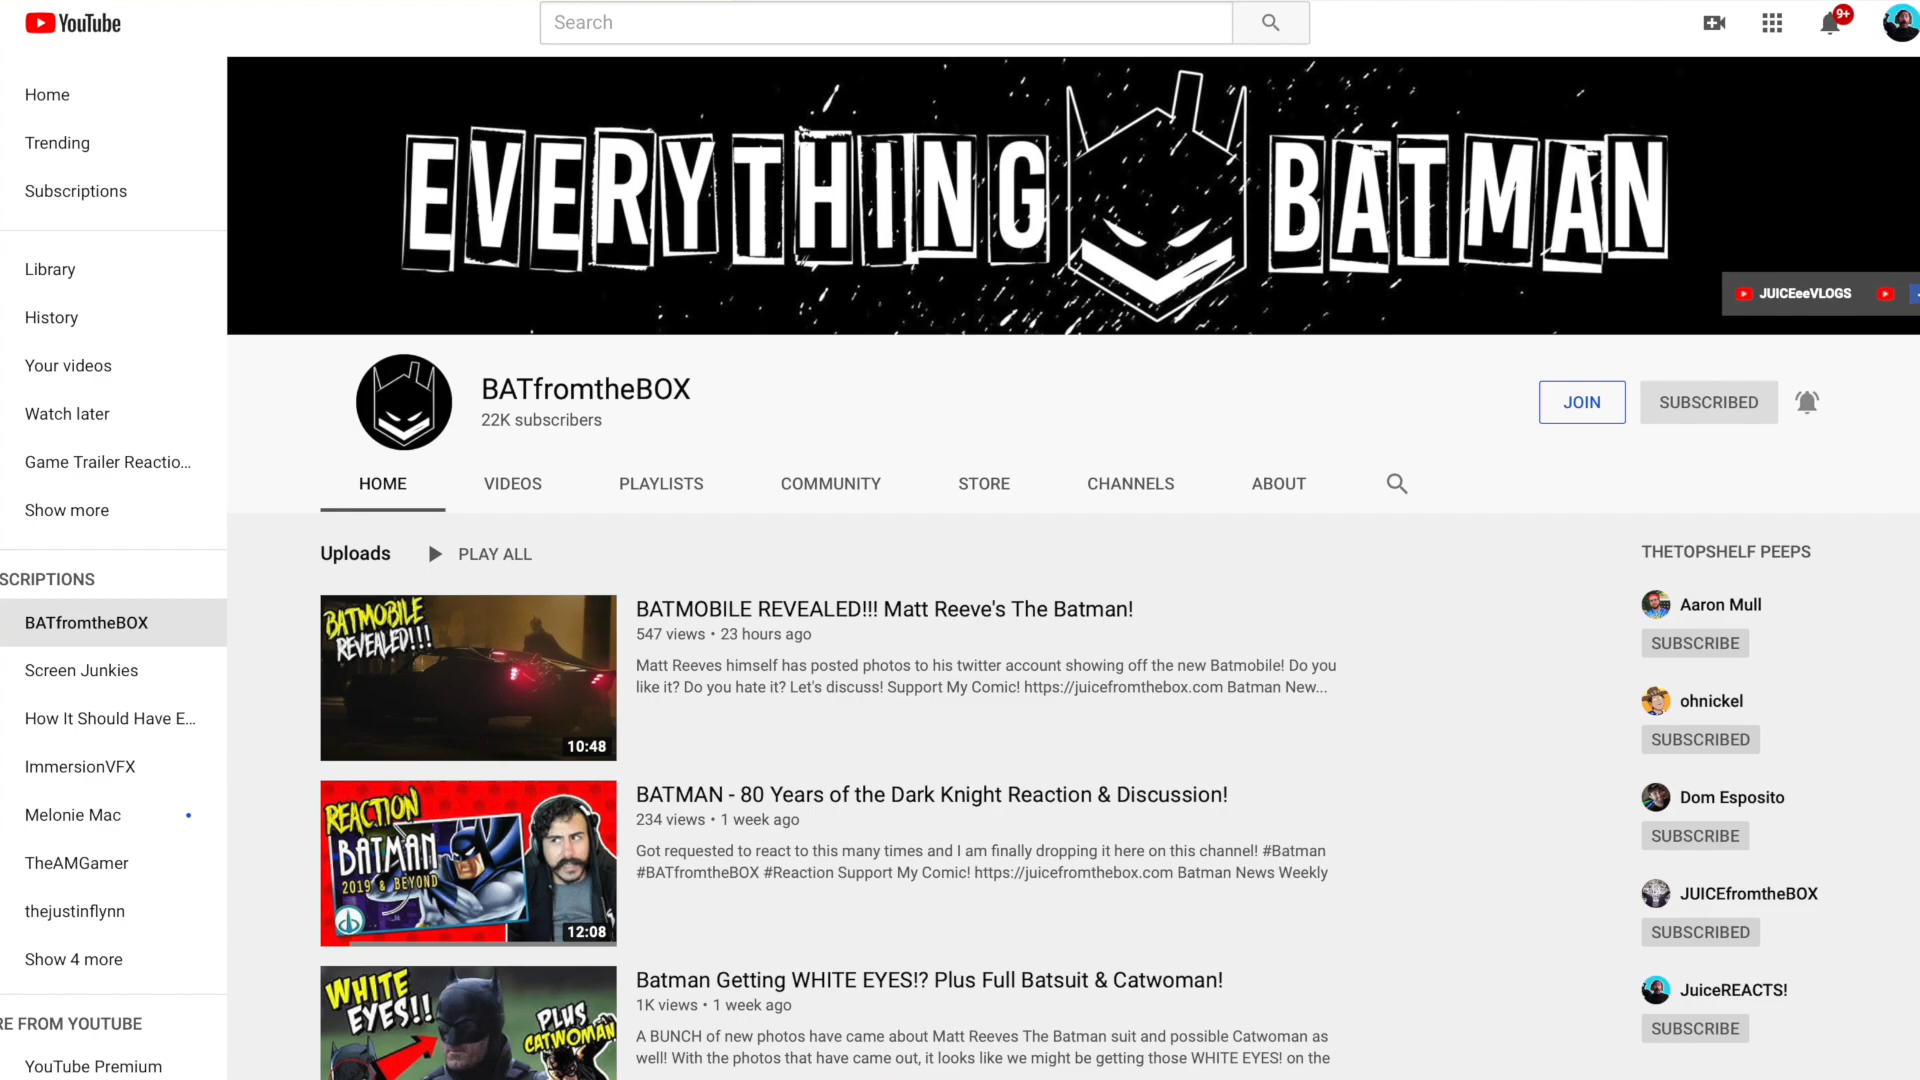 YouTube
Search
9+
Home
Trending
Subscriptions
Library
History
Your videos
Watch later
Game Trailer Reactio...
Show more
SCRIPTIONS
BATfromtheBOX
Screen Junkies
How It Should Have E...
ImmersionVFX
Melonie Mac
TheAMGamer
thejustinflynn
Show 4 more
RE FROM YOUTUBE
YouTube Premium
EVERYTHING BATMAN
JUICEeeVLOGS
BATfromtheBOX
22K subscribers
JOIN
SUBSCRIBED
HOME
VIDEOS
PLAYLISTS
COMMUNITY
STORE
CHANNELS
ABOUT
Uploads
PLAY ALL
BATMOBILE
REVEALED!!!
10:48
BATMOBILE REVEALED!!! Matt Reeve's The Batman!
547 views • 23 hours ago
Matt Reeves himself has posted photos to his twitter account showing off the new Batmobile! Do you
like it? Do you hate it? Let's discuss! Support My Comic! https://juicefromthebox.com Batman New...
REACTION
BATMAN
2019 & BEYOND
12:08
BATMAN - 80 Years of the Dark Knight Reaction & Discussion!
234 views • 1 week ago
Got requested to react to this many times and I am finally dropping it here on this channel! #Batman
#BATfromtheBOX #Reaction Support My Comic! https://juicefromthebox.com Batman News Weekly
WHITE
EYES!!
PLUS
CATWOMAN
Batman Getting WHITE EYES!? Plus Full Batsuit & Catwoman!
1K views • 1 week ago
A BUNCH of new photos have came about Matt Reeves The Batman suit and possible Catwoman as
well! With the photos that have came out, it looks like we might be getting those WHITE EYES! on the
THETOPSHELF PEEPS
Aaron Mull
SUBSCRIBE
ohnickel
SUBSCRIBED
Dom Esposito
SUBSCRIBE
JUICEfromtheBOX
SUBSCRIBED
JuiceREACTS!
SUBSCRIBE